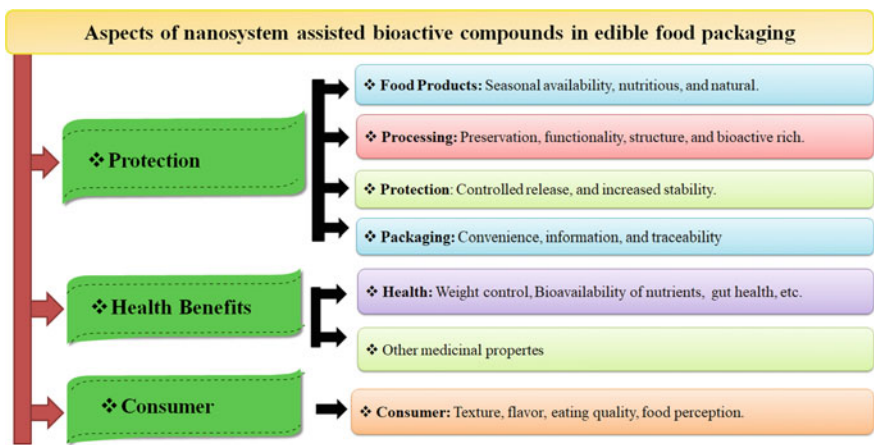 Aspects of nanosystem assisted bioactive compounds in edible food packaging
❖ Protection
❖ Food Products: Seasonal availability, nutritious, and natural.
❖ Processing: Preservation, functionality, structure, and bioactive rich.
❖ Protection: Controlled release, and increased stability.
❖ Packaging: Convenience, information, and traceability
❖ Health Benefits
❖ Health: Weight control, Bioavailability of nutrients, gut health, etc.
❖ Other medicinal propertes
❖ Consumer
❖ Consumer: Texture, flavor, eating quality, food perception.